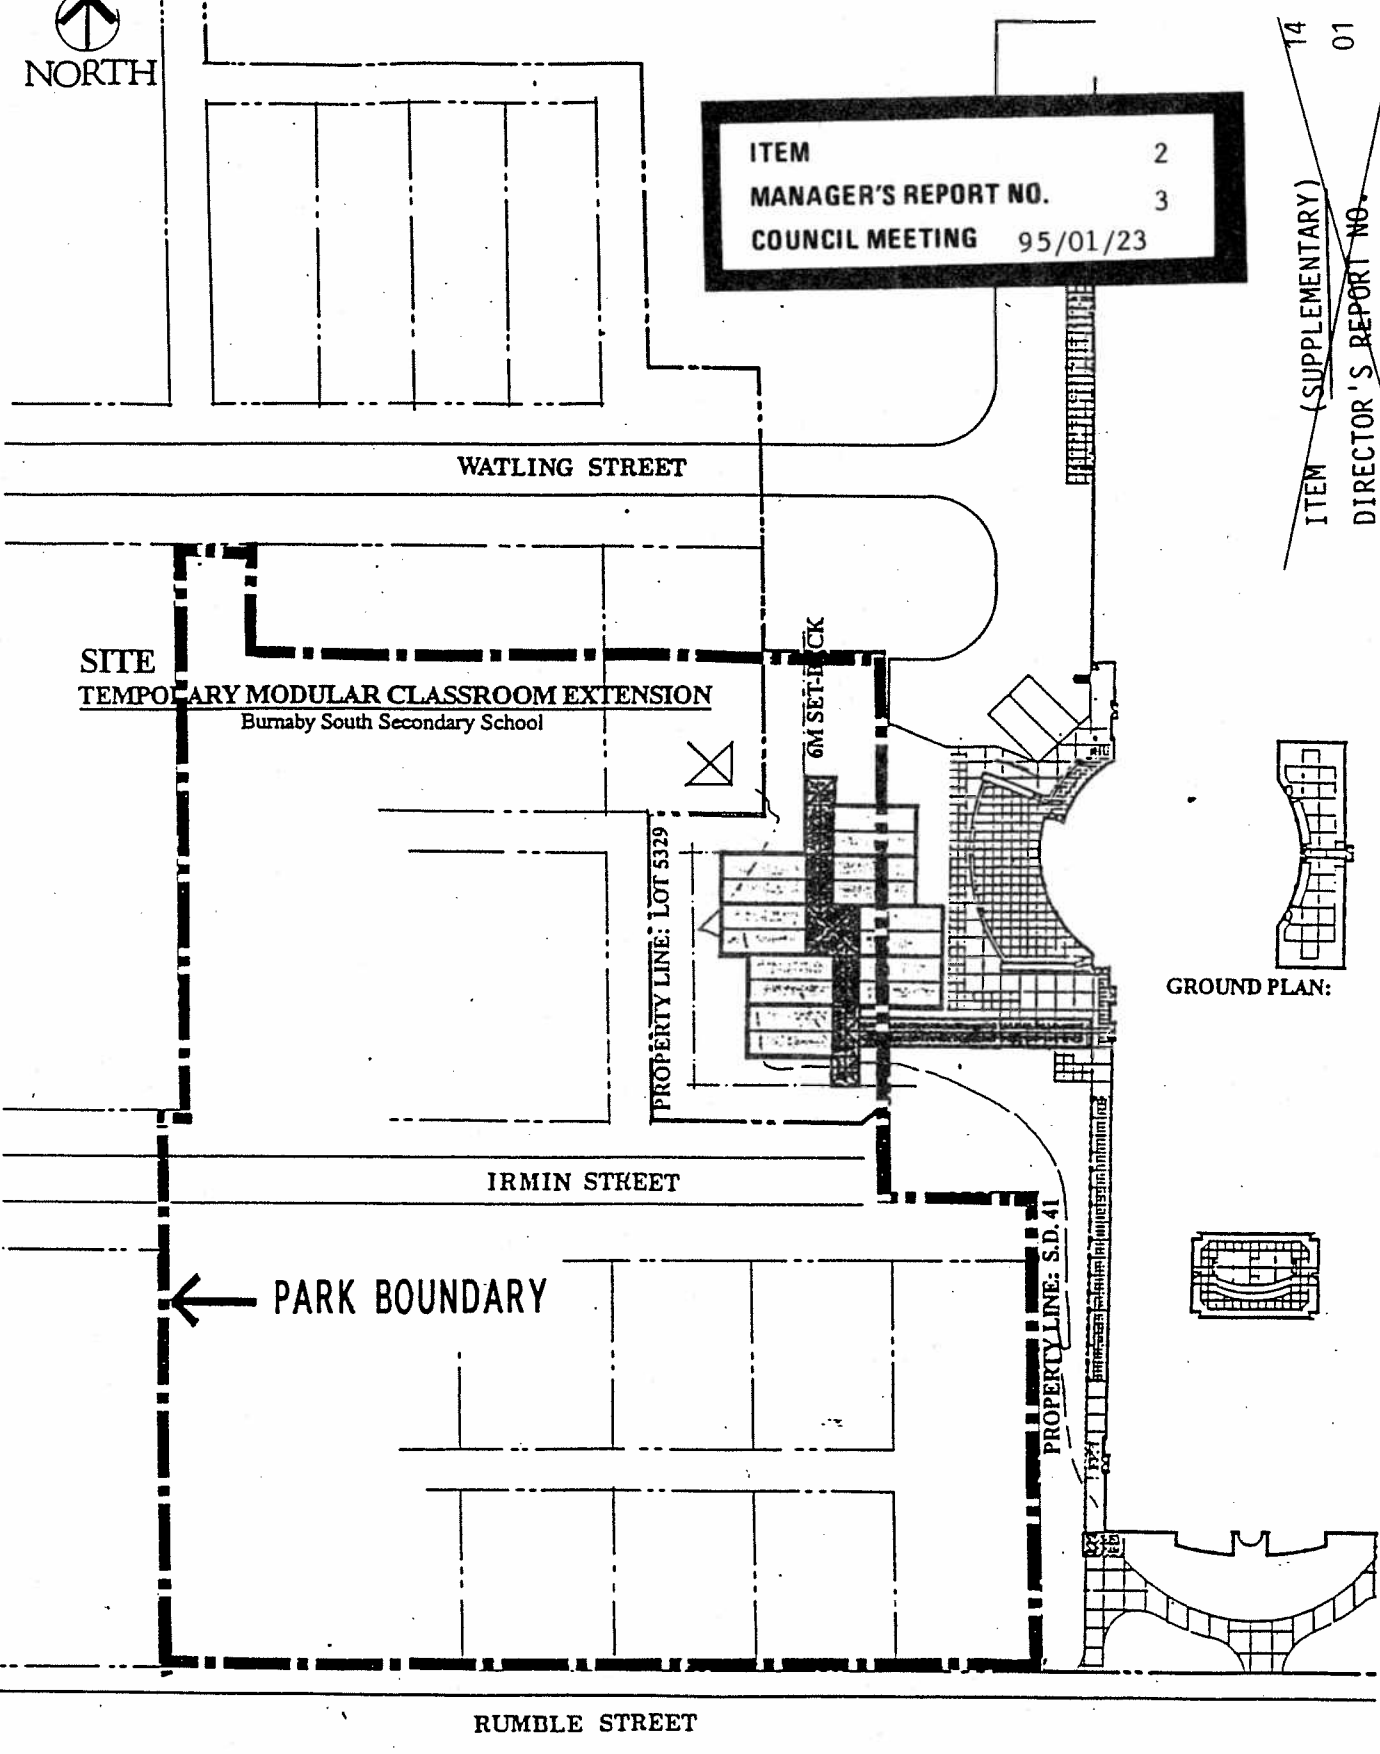 NORTH
ITEM 2
MANAGER'S REPORT NO. 3
COUNCIL MEETING 95/01/23
ITEM (SUPPLEMENTARY) 14
DIRECTOR'S REPORT NO. 01
WATLING STREET
SITE
TEMPORARY MODULAR CLASSROOM EXTENSION
Burnaby South Secondary School
6M SET-BACK
PROPERTY LINE: LOT 5329
GROUND PLAN:
IRMIN STREET
PARK BOUNDARY
PROPERTY LINE: S.D. 41
RUMBLE STREET